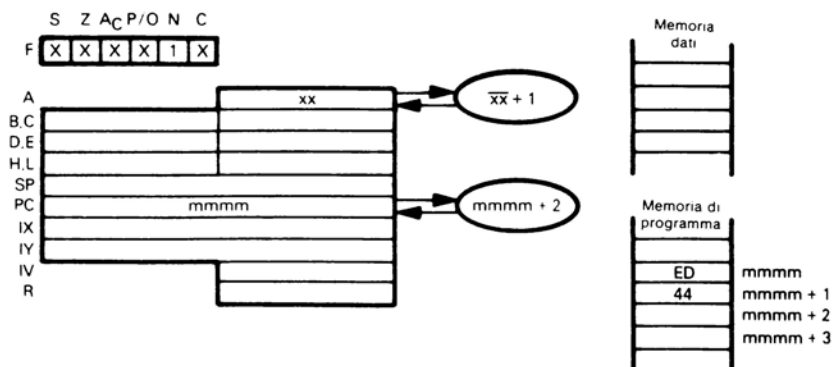 S Z AC P/O N C
F X X X X 1 X
A xx x̅x̅ + 1
B.C
D.E
H.L
SP
PC mmmm mmmm + 2
IX
IY
IV
R
Memoria
dati
Memoria di
programma
ED mmmm
44 mmmm + 1
mmmm + 2
mmmm + 3